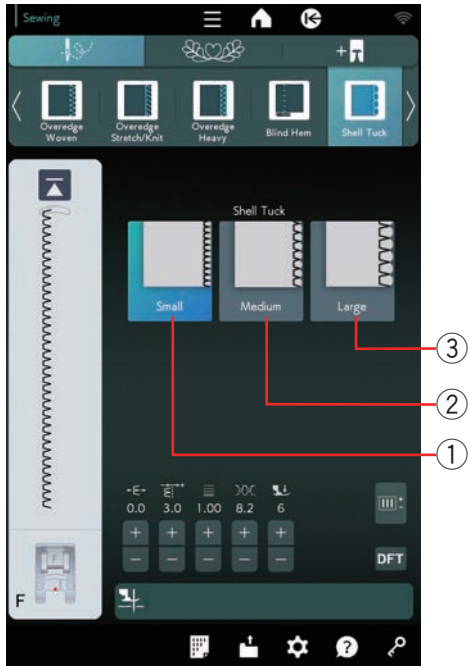 Sewing
Overedge Woven
Overedge Stretch/Knit
Overedge Heavy
Blind Hem
Shell Tuck
Shell Tuck
Small
Medium
Large
③
②
①
0.0 3.0 1.00 8.2 6
+ + + + +
− − − − −
DFT
F